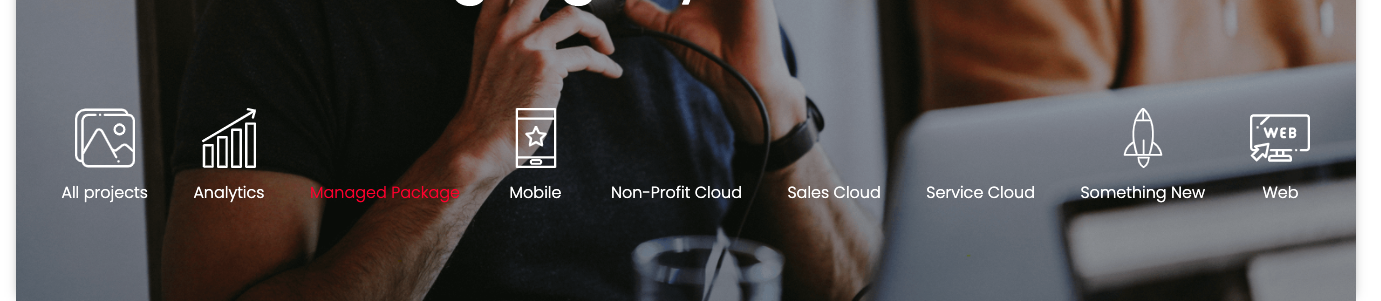 All projects
Analytics
Managed Package
Mobile
Non-Profit Cloud
Sales Cloud
Service Cloud
Something New
WEB
Web